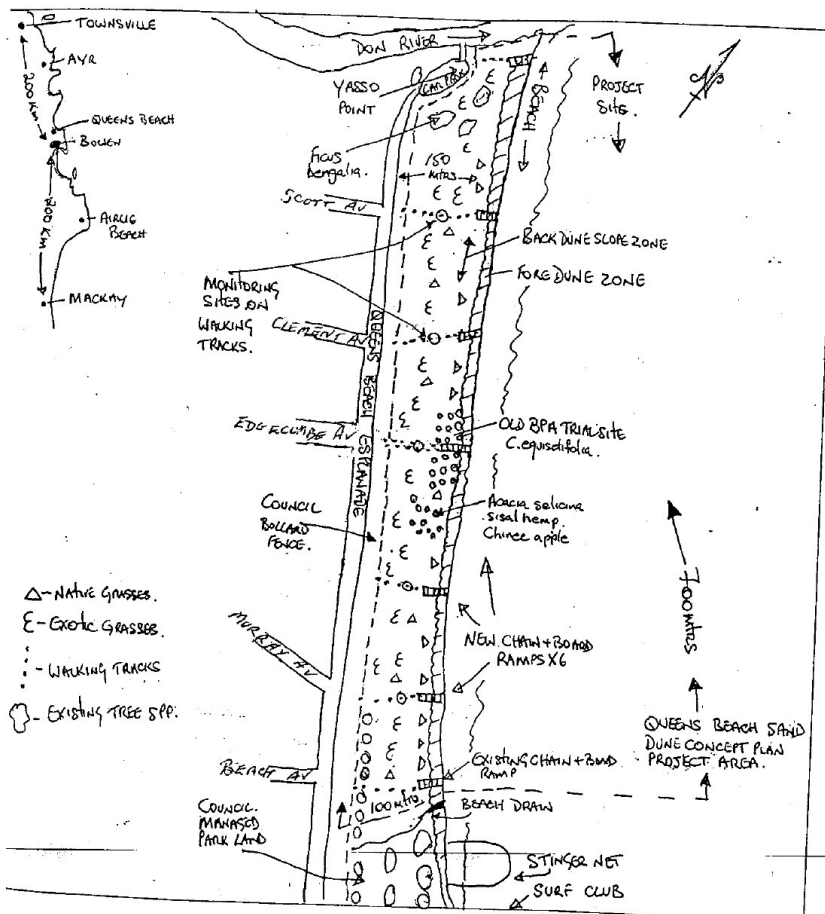 TOWNSVILLE
AYR
200 Km
QUEENS BEACH
BOWEN
200 Km
AIRLIE
BEACH
MACKAY
DON RIVER
YASSO
POINT
CAR PARK
BEACH
PROJECT
SITE.
N
Ficus
bengalia.
150
MTRS
SCOTT AV
BACK DUNE SLOPE ZONE
FORE DUNE ZONE
MONITORING
SITES ON
WALKING
TRACKS.
CLEMENT AV
QUEENS BEACH ESPLANADE
EDGECUMBE AV
OLD BPA TRIAL SITE
C. equisdifolia.
COUNCIL
BOLLARD
FENCE.
Acacia salicina
sisal hemp.
Chinee apple
700 MTRS
△ - NATIVE GRASSES.
Ɛ - EXOTIC GRASSES.
- WALKING TRACKS
- EXISTING TREE SPP.
MURRAY AV
NEW CHAIN + BOARD
RAMPS X6
QUEENS BEACH SAND
DUNE CONCEPT PLAN
PROJECT AREA.
BEACH AV
EXISTING CHAIN + BOARD
RAMP
100 mtrs
BEACH DRAIN
COUNCIL
MANAGED
PARK LAND
STINGER NET
SURF CLUB